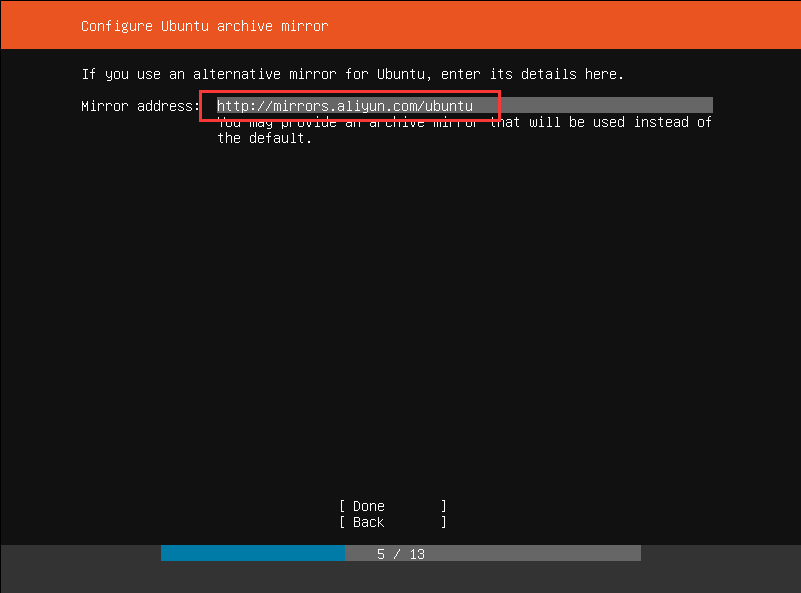 Configure Ubuntu archive mirror
If you use an alternative mirror for Ubuntu, enter its details here.
Mirror address: http://mirrors.aliyun.com/ubuntu
You may provide an archive mirror that will be used instead of
the default.
[ Done ]
[ Back ]
5 / 13